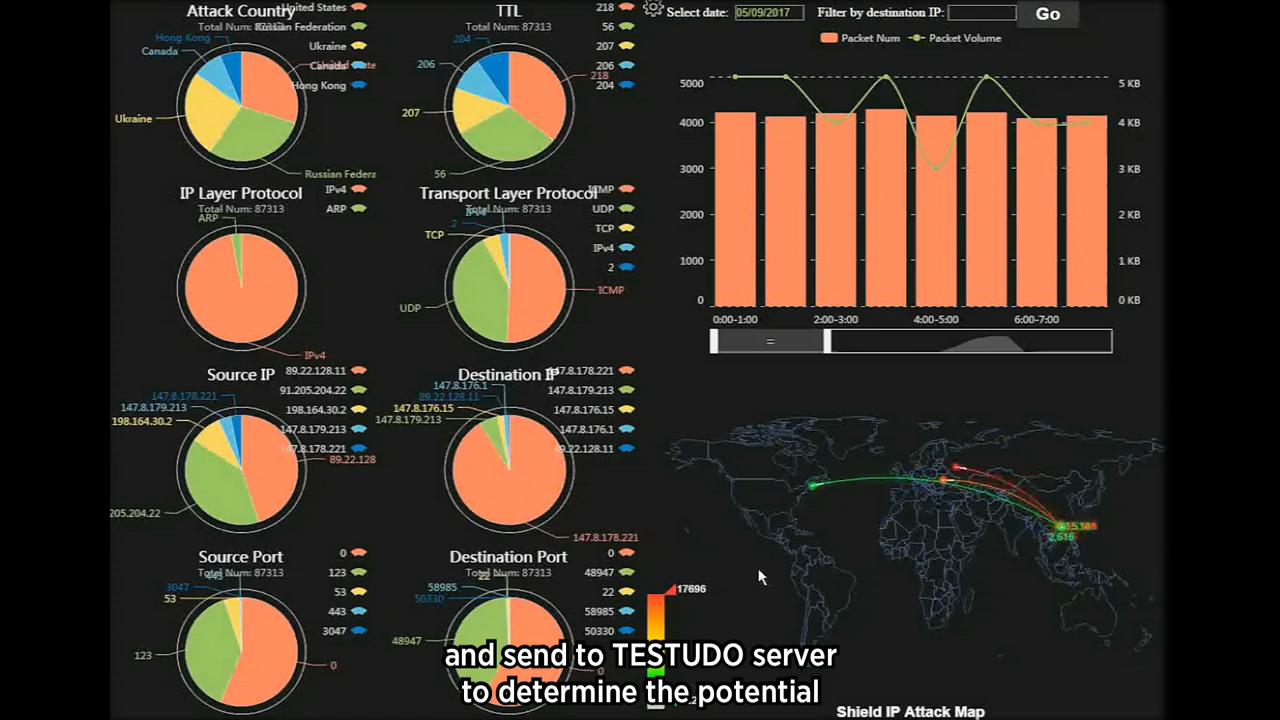 Attack Country
Total Num: 87313
United States
Russian Federation
Ukraine
Canada
Hong Kong
Hong Kong
Canada
Ukraine
Russian Federa
TTL
Total Num: 87313
218
56
207
206
204
204
206
207
56
218
Select date: 05/09/2017
Filter by destination IP:
Go
Packet Num
Packet Volume
5000
4000
3000
2000
1000
0
5 KB
4 KB
3 KB
2 KB
1 KB
0 KB
0:00-1:00
2:00-3:00
4:00-5:00
6:00-7:00
IP Layer Protocol
Total Num: 87313
IPv4
ARP
ARP
IPv4
Transport Layer Protocol
Total Num: 87313
ICMP
UDP
TCP
IPv4
2
IPv4
2
TCP
UDP
ICMP
Source IP
89.22.128.11
91.205.204.22
198.164.30.2
147.8.179.213
147.8.178.221
147.8.178.221
147.8.179.213
198.164.30.2
205.204.22
89.22.128
Destination IP
147.8.178.221
147.8.179.213
147.8.176.15
147.8.176.1
89.22.128.11
147.8.176.1
89.22.128.11
147.8.176.15
147.8.179.213
147.8.178.221
Source Port
Total Num: 87313
0
123
53
443
3047
443
3047
53
123
0
Destination Port
Total Num: 87313
0
48947
22
58985
50330
22
58985
50330
48947
0
15,188
2,616
17696
Shield IP Attack Map
and send to TESTUDO server
to determine the potential